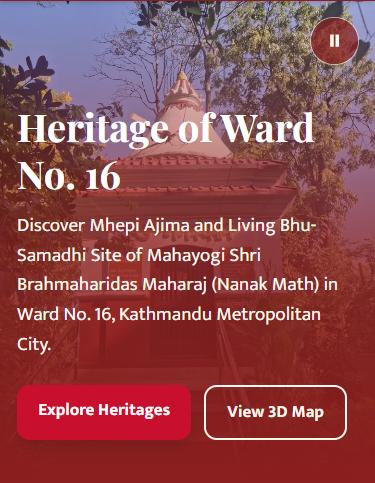 Heritage of Ward
No. 16
Discover Mhepi Ajima and Living Bhu-
Samadhi Site of Mahayogi Shri
Brahmaharidas Maharaj (Nanak Math) in
Ward No. 16, Kathmandu Metropolitan
City.
Explore Heritages
View 3D Map